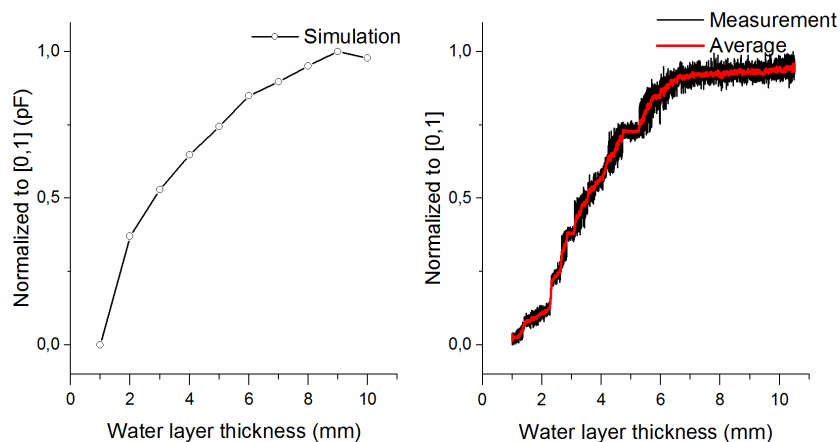 Simulation
Normalized to [0,1] (pF)
1,0
0,5
0,0
0 2 4 6 8 10
Water layer thickness (mm)
Measurement
Average
Normalized to [0,1]
1,0
0,5
0,0
0 2 4 6 8 10
Water layer thickness (mm)